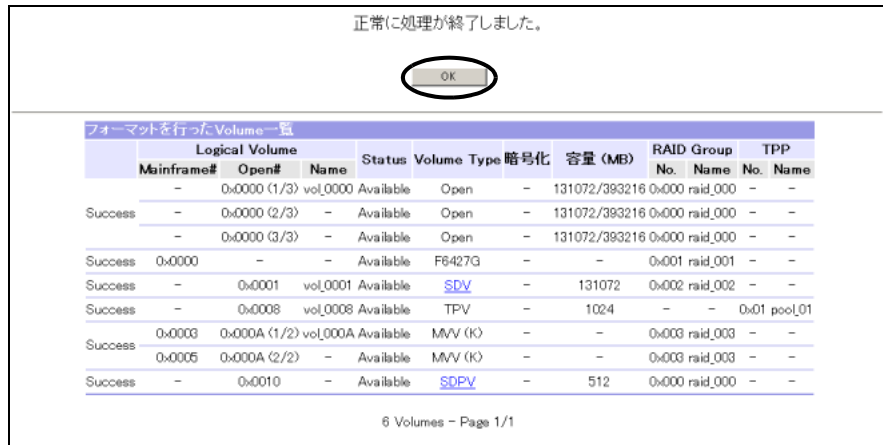 正常に処理が終了しました。
OK
フォーマットを行ったVolume一覧
Logical Volume Status Volume Type 暗号化 容量 (MB) RAID Group TPP
Mainframe# Open# Name No. Name No. Name
Success - 0x0000 (1/3) vol_0000 Available Open - 131072/393216 0x000 raid_000 - -
- 0x0000 (2/3) - Available Open - 131072/393216 0x000 raid_000 - -
- 0x0000 (3/3) - Available Open - 131072/393216 0x000 raid_000 - -
Success 0x0000 - - Available F6427G - - 0x001 raid_001 - -
Success - 0x0001 vol_0001 Available SDV - 131072 0x002 raid_002 - -
Success - 0x0008 vol_0008 Available TPV - 1024 - - 0x01 pool_01
Success 0x0003 0x000A (1/2) vol_000A Available MVV (K) - - 0x003 raid_003 - -
0x0005 0x000A (2/2) - Available MVV (K) - - 0x003 raid_003 - -
Success - 0x0010 Available SDPV - 512 0x000 raid_000 - -
6 Volumes - Page 1/1